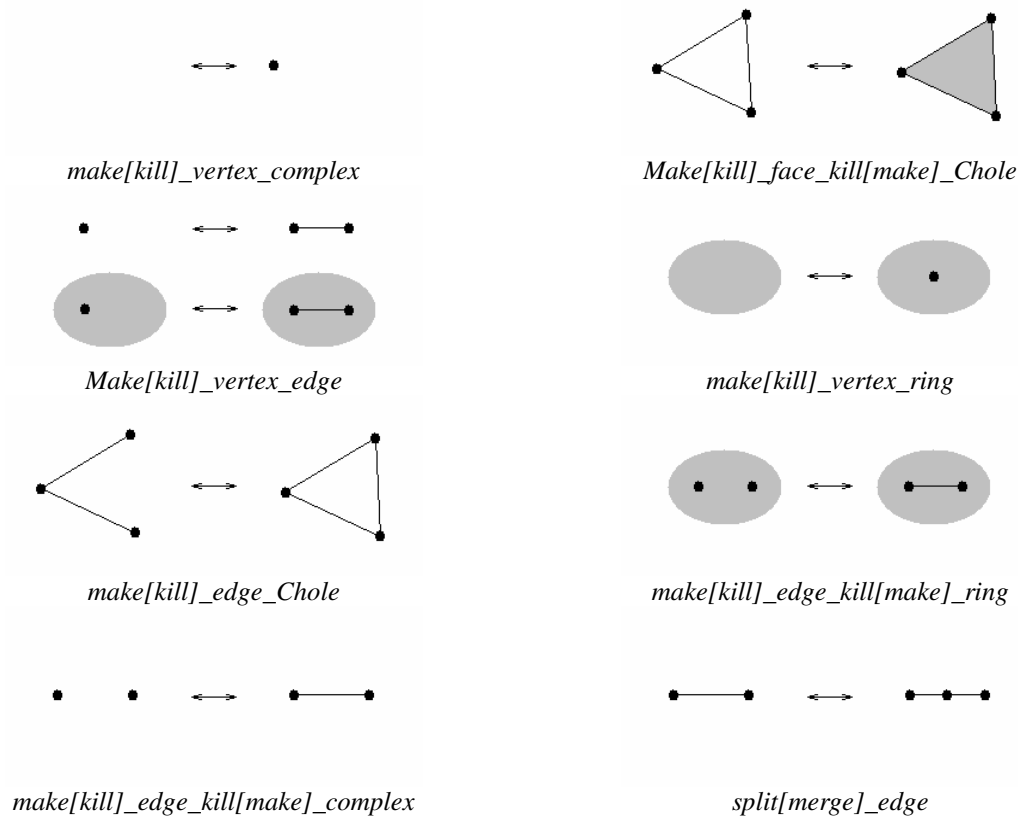 make[kill]_vertex_complex
Make[kill]_face_kill[make]_Chole
Make[kill]_vertex_edge
make[kill]_vertex_ring
make[kill]_edge_Chole
make[kill]_edge_kill[make]_ring
make[kill]_edge_kill[make]_complex
split[merge]_edge